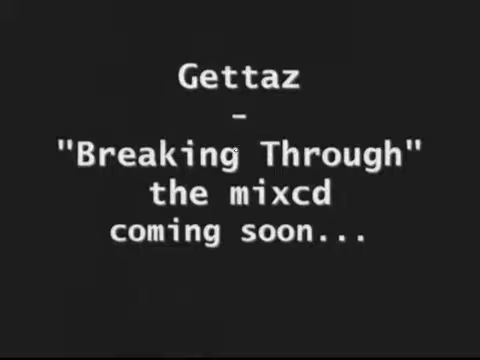 Gettaz
-
"Breaking Through"
the mixcd
coming soon...